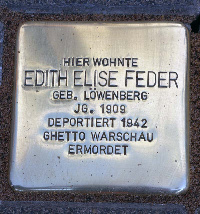 HIER WOHNTE
EDITH ELISE FEDER
GEB. LÖWENBERG
JG. 1909
DEPORTIERT 1942
GHETTO WARSCHAU
ERMORDET